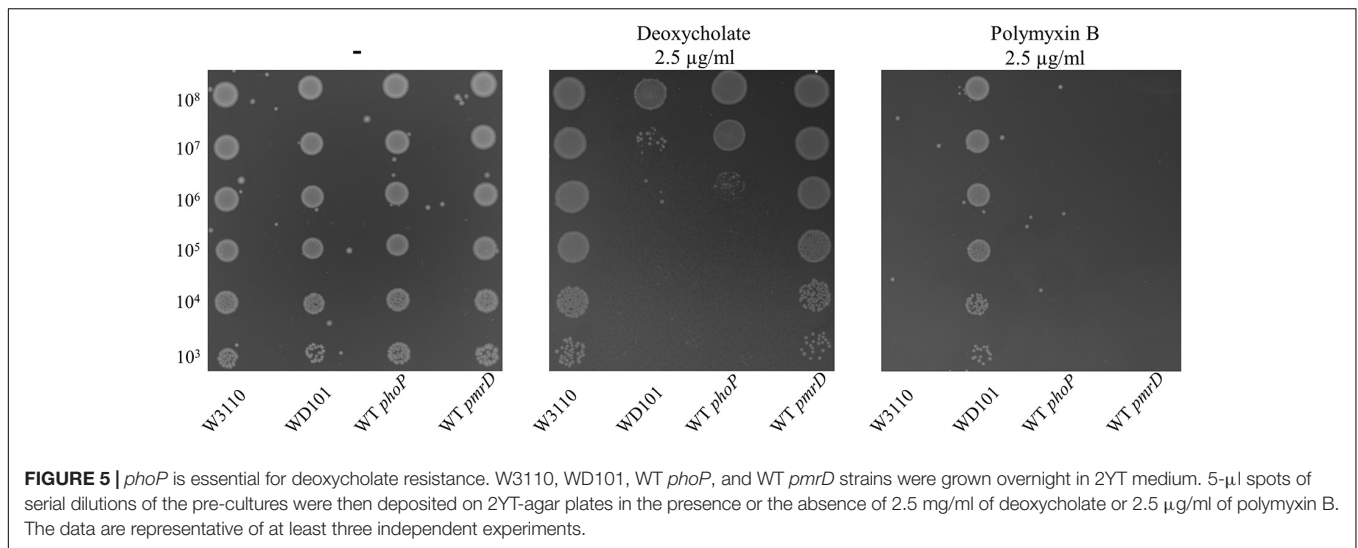 -
Deoxycholate
2.5 µg/ml
Polymyxin B
2.5 µg/ml
10⁸
10⁷
10⁶
10⁵
10⁴
10³
W3110
WD101
WT phoP
WT pmrD
W3110
WD101
WT phoP
WT pmrD
W3110
WD101
WT phoP
WT pmrD
FIGURE 5 | phoP is essential for deoxycholate resistance. W3110, WD101, WT phoP, and WT pmrD strains were grown overnight in 2YT medium. 5-µl spots of
serial dilutions of the pre-cultures were then deposited on 2YT-agar plates in the presence or the absence of 2.5 mg/ml of deoxycholate or 2.5 µg/ml of polymyxin B.
The data are representative of at least three independent experiments.